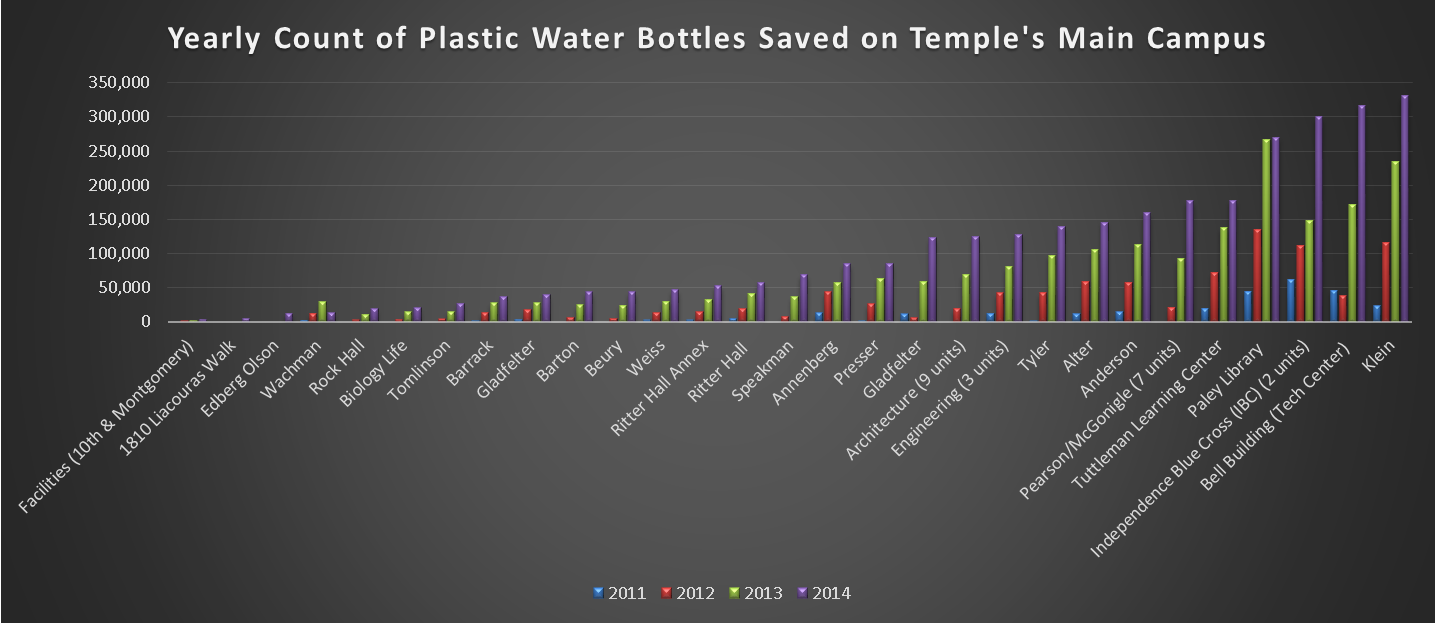 Yearly Count of Plastic Water Bottles Saved on Temple's Main Campus
350,000
300,000
250,000
200,000
150,000
100,000
50,000
0
Facilities (10th & Montgomery)
1810 Liacouras Walk
Edberg Olson
Wachman
Rock Hall
Biology Life
Tomlinson
Barrack
Gladfelter
Barton
Beury
Weiss
Ritter Hall Annex
Ritter Hall
Speakman
Annenberg
Presser
Gladfelter
Architecture (9 units)
Engineering (3 units)
Tyler
Alter
Anderson
Pearson/McGonigle (7 units)
Tuttleman Learning Center
Paley Library
Independence Blue Cross (IBC) (2 units)
Bell Building (Tech Center)
Klein
2011 2012 2013 2014